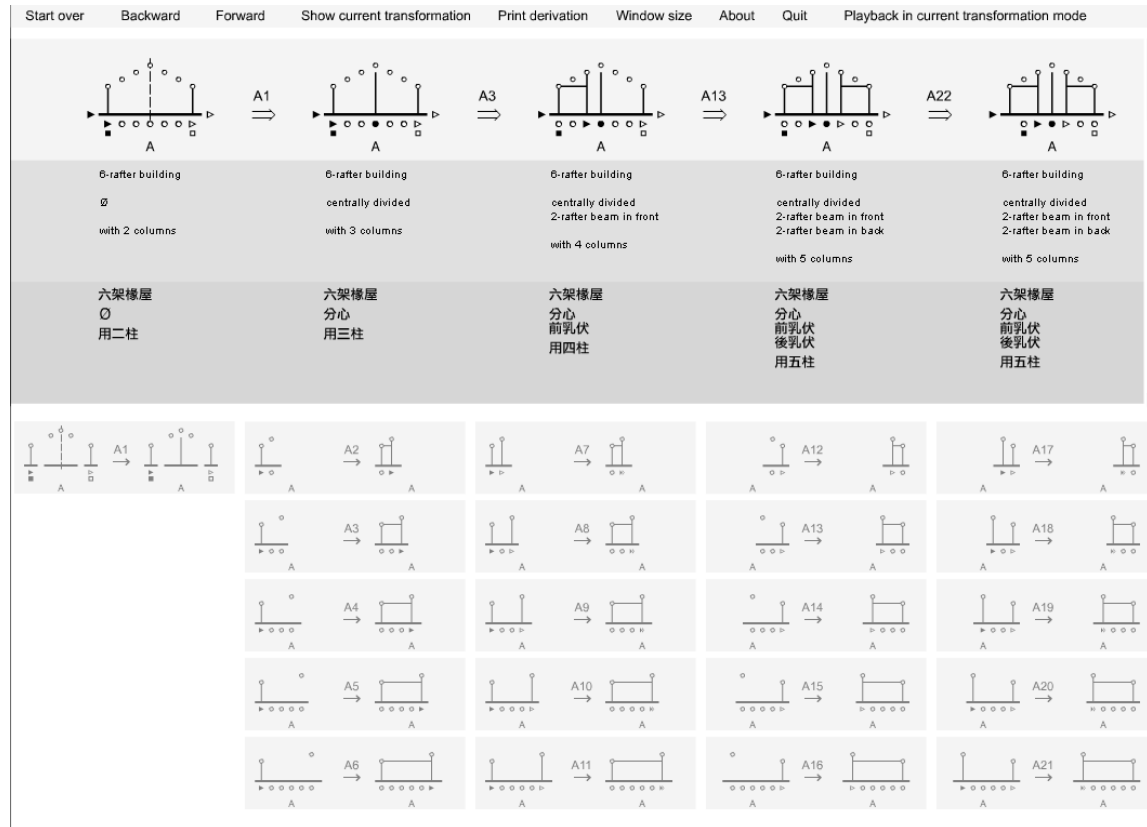 Start over Backward Forward Show current transformation Print derivation Window size About Quit Playback in current transformation mode
A1 A3 A13 A22
A A A A A
6-rafter building 6-rafter building 6-rafter building 6-rafter building 6-rafter building
Ø centrally divided centrally divided centrally divided centrally divided
2-rafter beam in front 2-rafter beam in front 2-rafter beam in front
with 2 columns with 3 columns 2-rafter beam in back 2-rafter beam in back
with 4 columns
with 5 columns with 5 columns
六架椽屋 六架椽屋 六架椽屋 六架椽屋 六架椽屋
Ø 分心 分心 分心 分心
用二柱 用三柱 前乳伏 前乳伏 前乳伏
用四柱 後乳伏 後乳伏
用五柱 用五柱
A1 A2 A7 A12 A17
A A A A A A A A A A
A3 A8 A13 A18
A A A A A A A A
A4 A9 A14 A19
A A A A A A A A
A5 A10 A15 A20
A A A A A A A A
A6 A11 A16 A21
A A A A A A A A